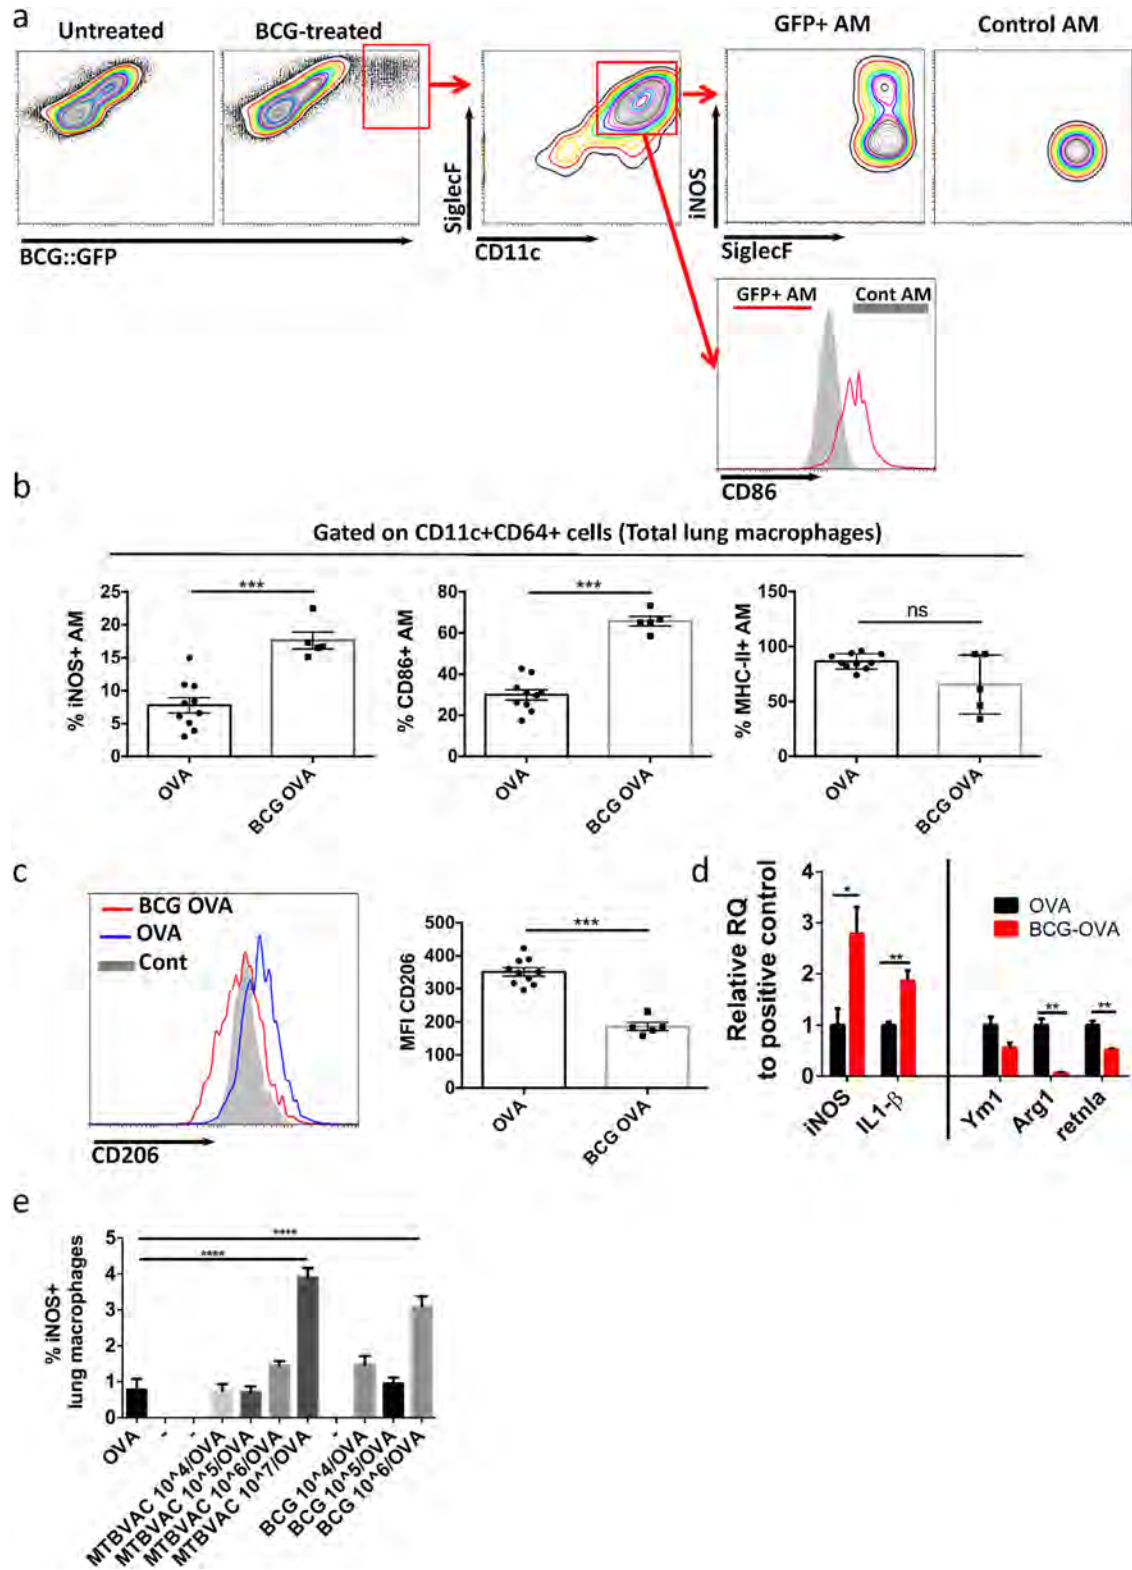 a
Untreated
BCG-treated
GFP+ AM
Control AM
SiglecF
iNOS
BCG::GFP
CD11c
SiglecF
GFP+ AM
Cont AM
CD86
b
Gated on CD11c+CD64+ cells (Total lung macrophages)
% iNOS+ AM
25
20
15
10
5
0
***
OVA
BCG OVA
% CD86+ AM
80
60
40
20
0
***
OVA
BCG OVA
% MHC-II+ AM
150
100
50
0
ns
OVA
BCG OVA
c
BCG OVA
OVA
Cont
CD206
MFI CD206
500
400
300
200
100
0
***
OVA
BCG OVA
d
Relative RQ
to positive control
4
3
2
1
0
*
**
**
**
OVA
BCG-OVA
iNOS
IL1-β
Ym1
Arg1
retnla
e
% iNOS+
lung macrophages
5
4
3
2
1
0
****
****
OVA
-
-
MTBVAC 10^4/OVA
MTBVAC 10^5/OVA
MTBVAC 10^6/OVA
MTBVAC 10^7/OVA
-
BCG 10^4/OVA
BCG 10^5/OVA
BCG 10^6/OVA